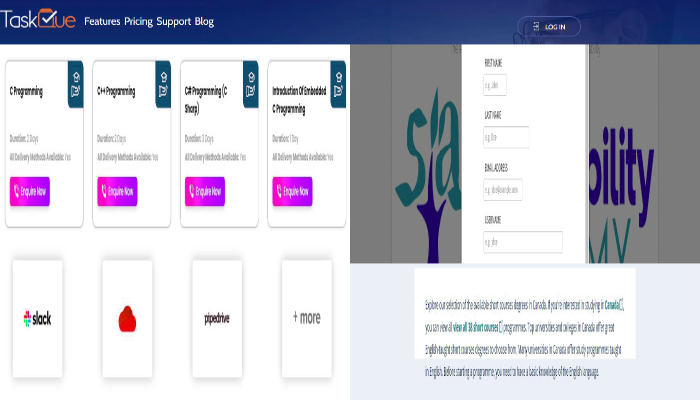 TaskQue Features Pricing Support Blog
LOG IN
C Programming
Duration: 2 Days
All Delivery Methods Available: Yes
Enquire Now
C++ Programming
Duration: 2 Days
All Delivery Methods Available: Yes
Enquire Now
C# Programming (C
Sharp)
Duration: 3 Days
All Delivery Methods Available: Yes
Enquire Now
Introduction Of Embedded
C Programming
Duration: 1 Day
All Delivery Methods Available: Yes
Enquire Now
slack
pipedrive
+ more
FIRST NAME
e.g. John
LAST NAME
e.g. Doe
EMAIL ADDRESS
e.g. doe@example.com
USERNAME
e.g. jdoe
sta
bility
MY
Explore our selection of the available short courses degrees in Canada. If you're interested in studying in Canada[],
you can view all 38 short courses[] programmes. Top universities and colleges in Canada offer great
English-taught short courses degrees to choose from. Many universities in Canada offer study programmes taught
in English. Before starting a programme, you need to have a basic knowledge of the English language.